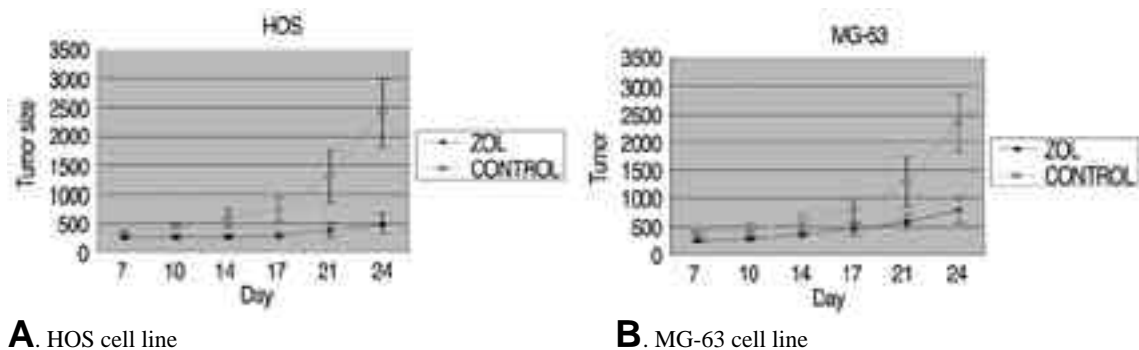 HOS
3500
3000
2500
2000
1500
1000
500
0
Tumor size
7 10 14 17 21 24
Day
ZOL
CONTROL
A. HOS cell line
MG-63
3500
3000
2500
2000
1500
1000
500
0
Tumor
7 10 14 17 21 24
Day
ZOL
CONTROL
B. MG-63 cell line